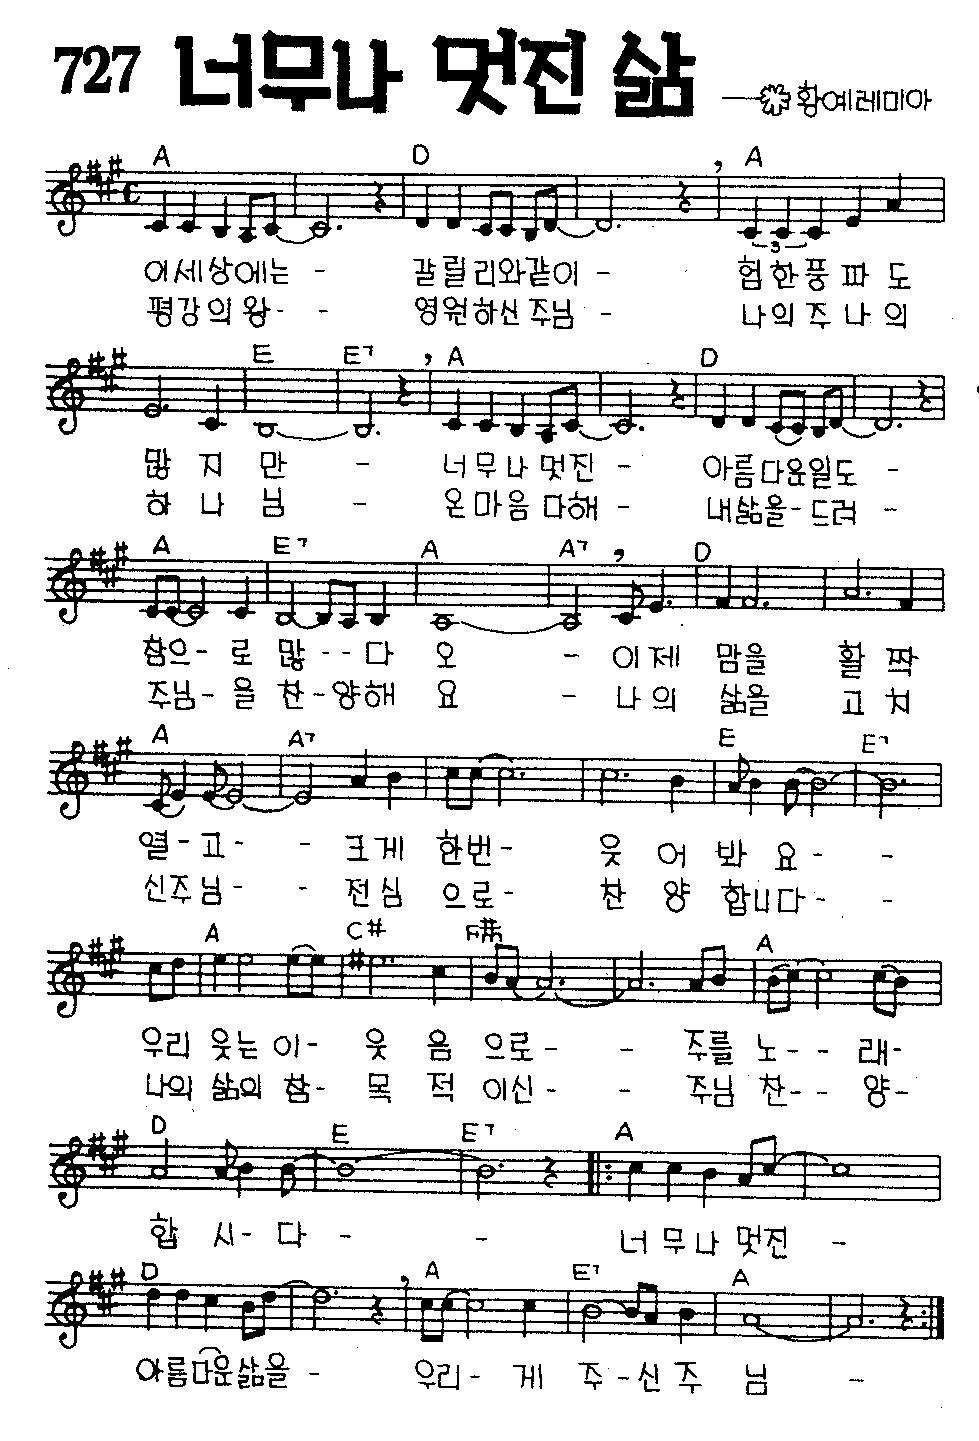 727 너무나 멋진 삶 황예레미아
A D A
이세상에는 - 갈릴리와같이 - 험한풍파도
평강의왕- - 영원하신주님 - 나의주나의
E E7 A D
많지만 - 너무나멋진 - 아름다운일도 -
하나님 - 온마음다해 - 내삶을-드려 -
A E7 A A7 D
참으-로많--다오 - 이제맘을활짝
주님-을찬-양해요 - 나의삶을고치
A A7 E E7
열-고- - 크게한번- 웃어봐요- -
신주님- - 전심으로- 찬양합니다- -
A C# F#m A
우리웃는이- 웃음으로- - 주를노--래-
나의삶의참- 목적이신- - 주님찬--양-
D E E7 A
합시-다- - 너무나멋진 -
3
D A E7 A
아름다운삶을- 우리-게주-신주님 -